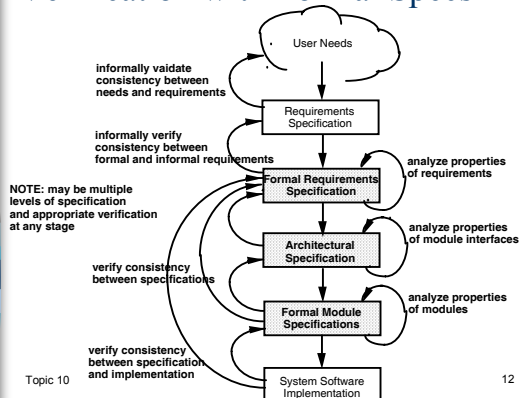 User Needs
informally vaidate
consistency between
needs and requirements
Requirements
Specification
informally verify
consistency between
formal and informal requirements
analyze properties
of requirements
Formal Requirements
Specification
NOTE: may be multiple
levels of specification
and appropriate verification
at any stage
analyze properties
of module interfaces
Architectural
Specification
verify consistency
between specifications
analyze properties
of modules
Formal Module
Specifications
verify consistency
between specification
and implementation
System Software
Implementation
Topic 10
12